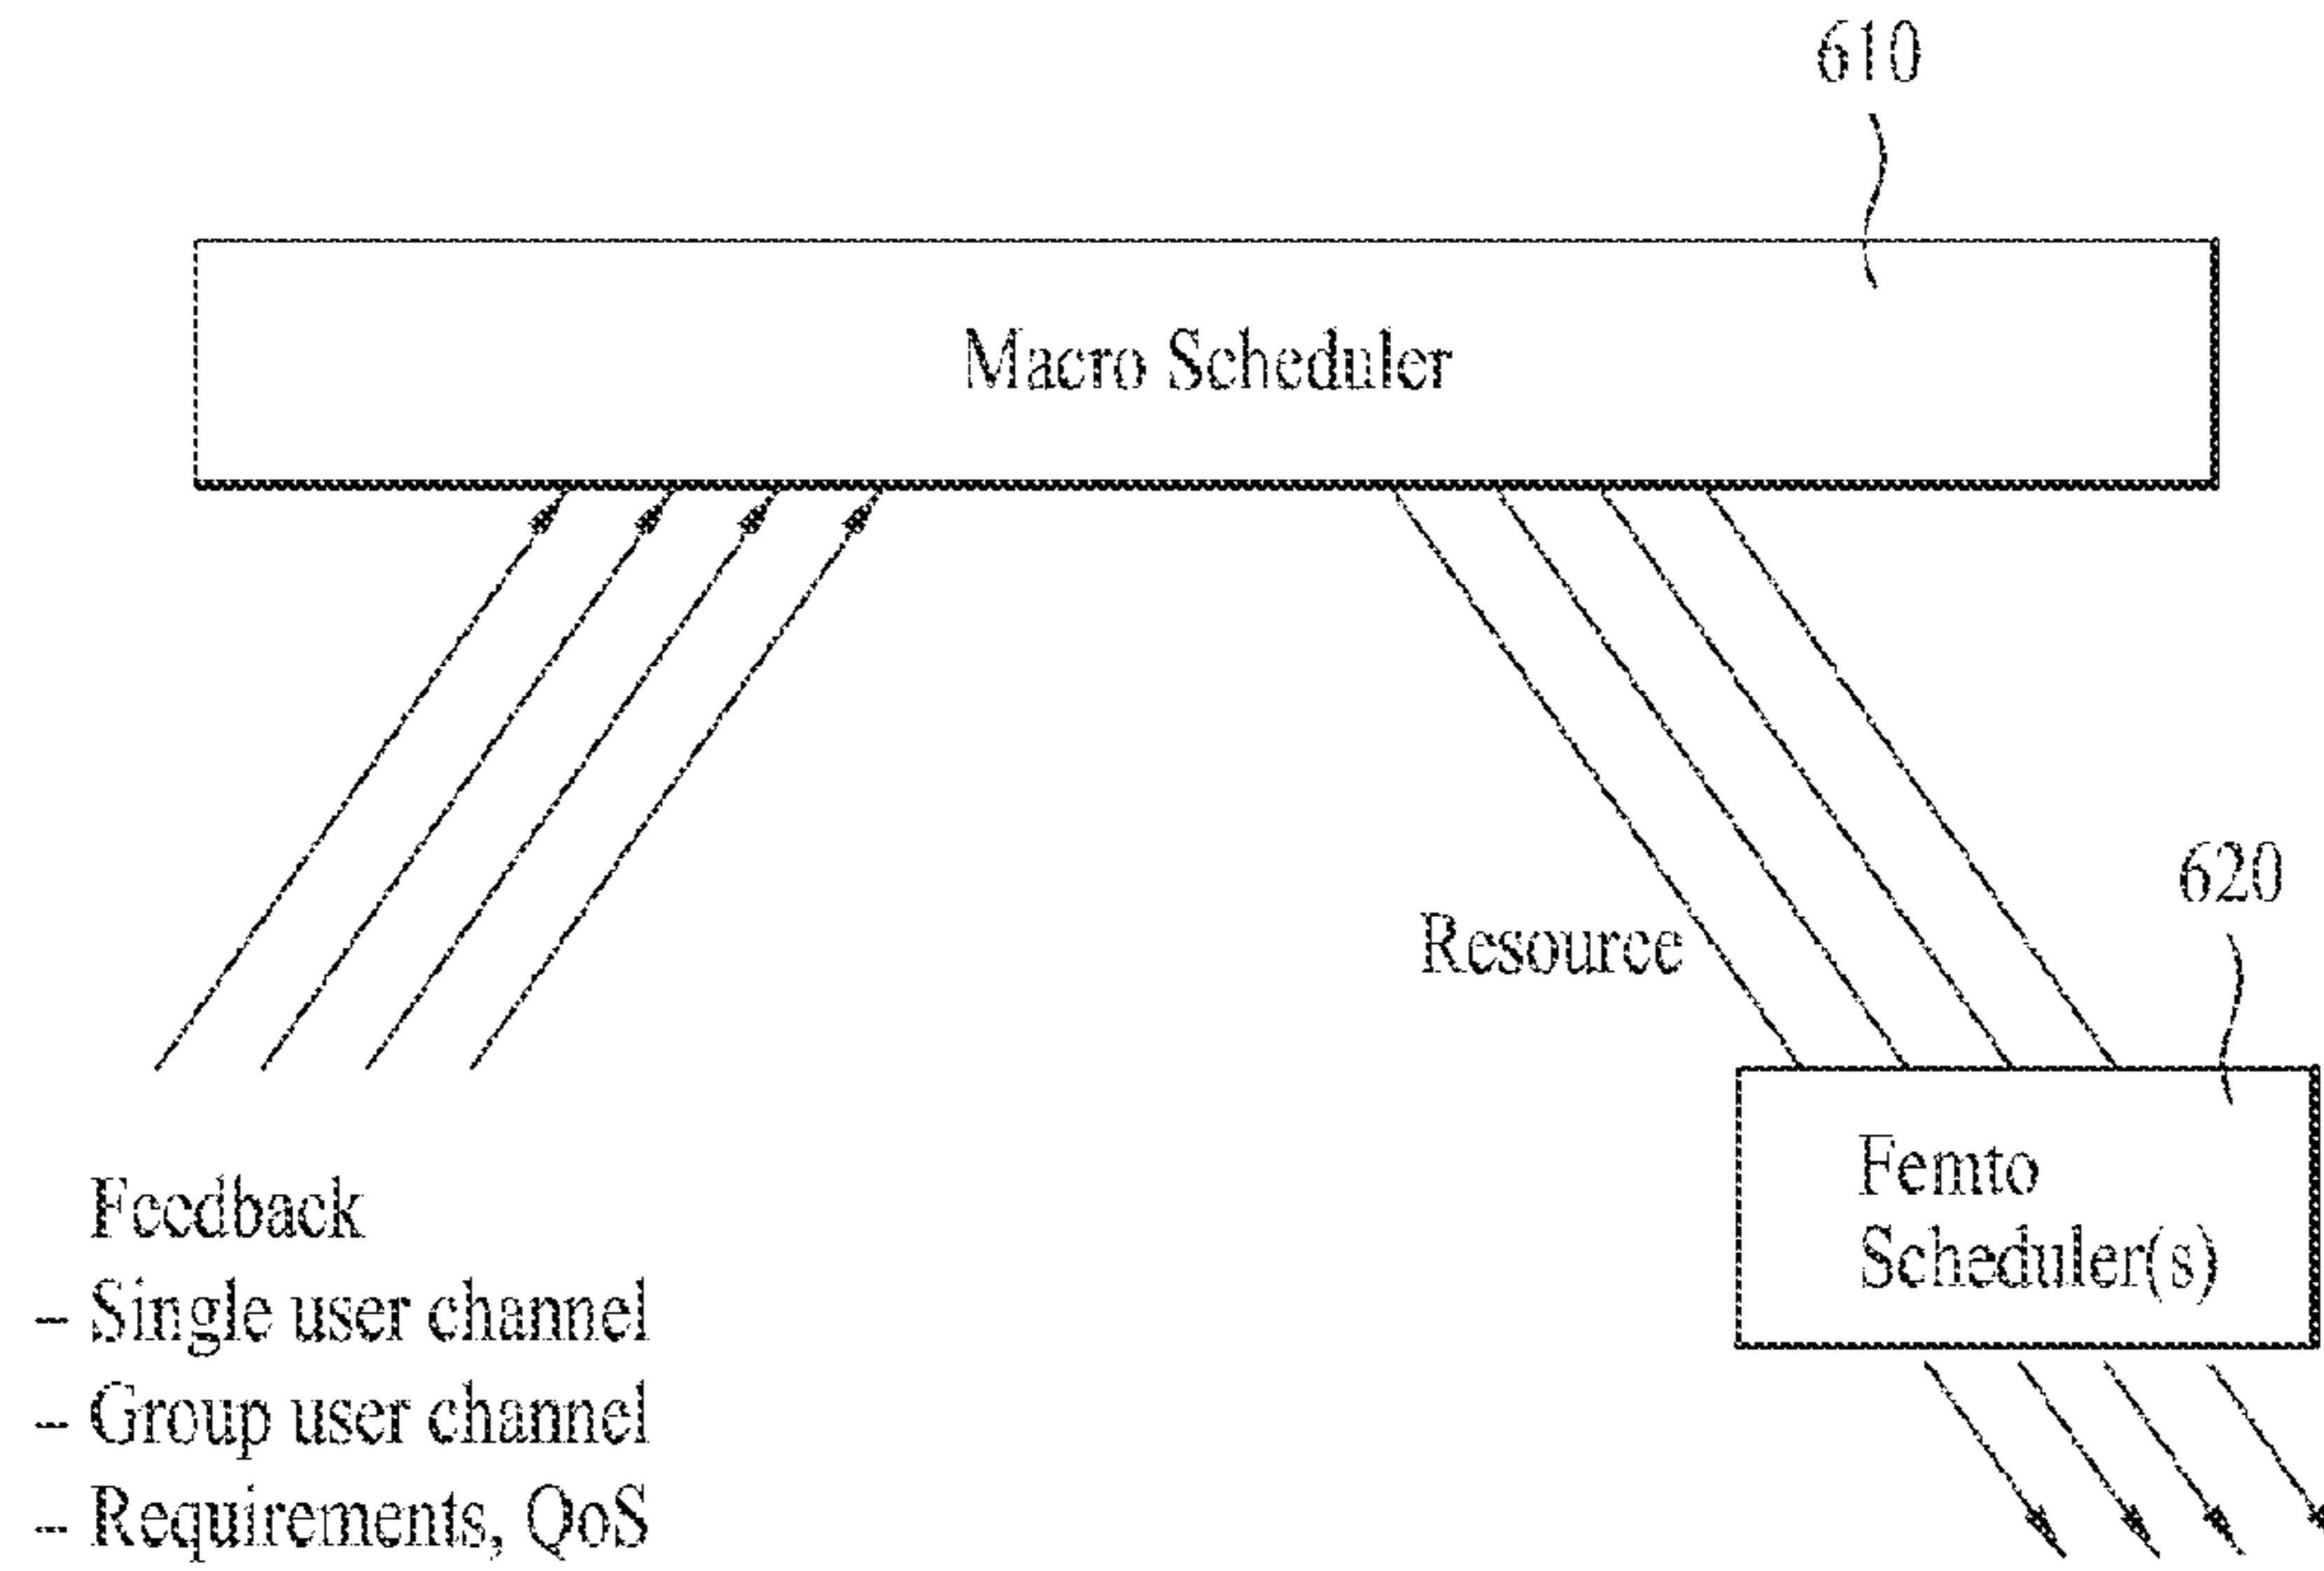 610
Macro Scheduler
Resource
620
Femto
Scheduler(s)
Feedback
– Single user channel
– Group user channel
– Requirements, QoS